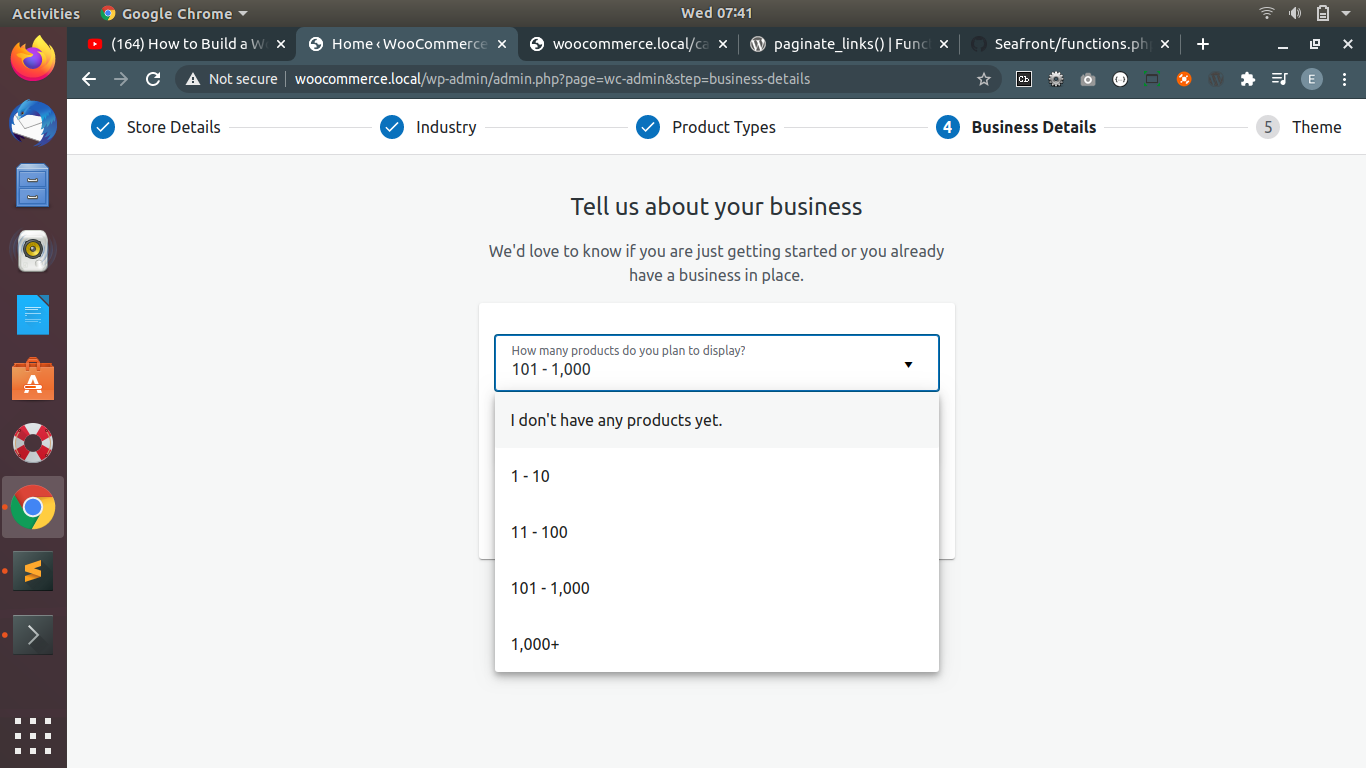 Activities Google Chrome Wed 07:41
(164) How to Build a W Home ‹ WooCommerce woocommerce.local/ca paginate_links() | Func Seafront/functions.ph
Not secure woocommerce.local/wp-admin/admin.php?page=wc-admin&step=business-details Cb E
Store Details Industry Product Types 4 Business Details 5 Theme
Tell us about your business
We'd love to know if you are just getting started or you already
have a business in place.
How many products do you plan to display?
101 - 1,000
I don't have any products yet.
1 - 10
11 - 100
101 - 1,000
1,000+